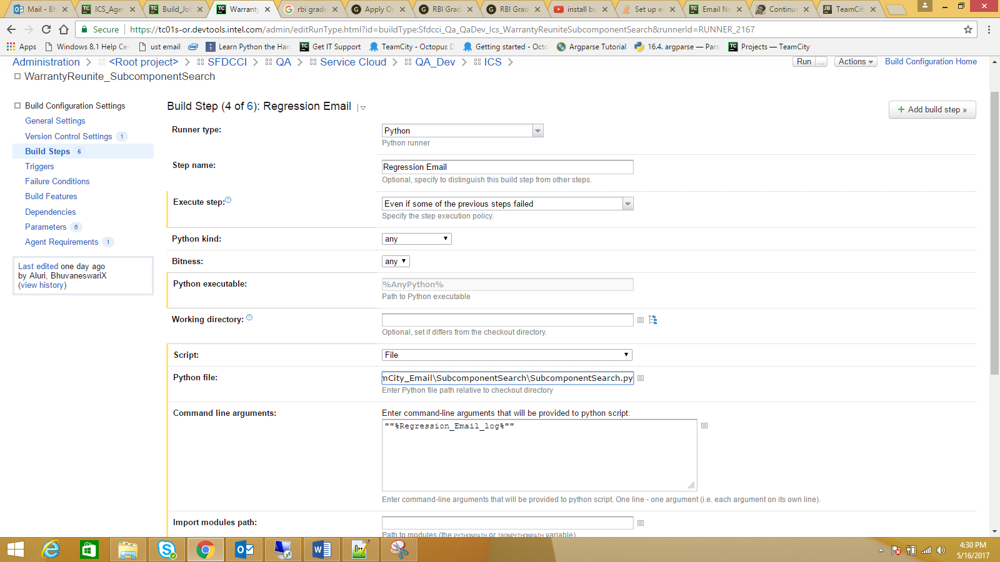 Mail - Bh
ICS_Agen
Build_Jol
Warranty
rbi grade
Apply O
RBI Grad
RBI Grad
install bu
Set up e
Email No
Continu
TeamCit
Secure
https://tc01s-or.devtools.intel.com/admin/editRunType.html?id=buildType:Sfdcci_Qa_QaDev_Ics_WarrantyReuniteSubcomponentSearch&runnerId=RUNNER_2167
Apps
Windows 8.1 Help Ce
ust email
Learn Python the Har
Get IT Support
TeamCity - Octopus D
Getting started - Octo
Argparse Tutorial
16.4. argparse — Pars
Projects — TeamCity
Administration
<Root project>
SFDCCI
QA
Service Cloud
QA_Dev
ICS
Run ...
Actions
Build Configuration Home
WarrantyReunite_SubcomponentSearch
Build Configuration Settings
General Settings
Version Control Settings 1
Build Steps 6
Triggers
Failure Conditions
Build Features
Dependencies
Parameters 6
Agent Requirements 1
Last edited one day ago
by Aluri, BhuvaneswariX
(view history)
Build Step (4 of 6): Regression Email
+ Add build step »
Runner type:
Python
Python runner
Step name:
Regression Email
Optional, specify to distinguish this build step from other steps.
Execute step:
Even if some of the previous steps failed
Specify the step execution policy.
Python kind:
any
Bitness:
any
Python executable:
%AnyPython%
Path to Python executable
Working directory:
Optional, set if differs from the checkout directory.
Script:
File
Python file:
mCity_Email\SubcomponentSearch\SubcomponentSearch.py
Enter Python file path relative to checkout directory
Command line arguments:
Enter command-line arguments that will be provided to python script:
""%Regression_Email_log%""
Enter command-line arguments that will be provided to python script. One line - one argument (i.e. each argument on its own line).
Import modules path:
Path to modules (the PYTHONPATH or IRONPYTHONPATH variable)
4:30 PM
5/16/2017